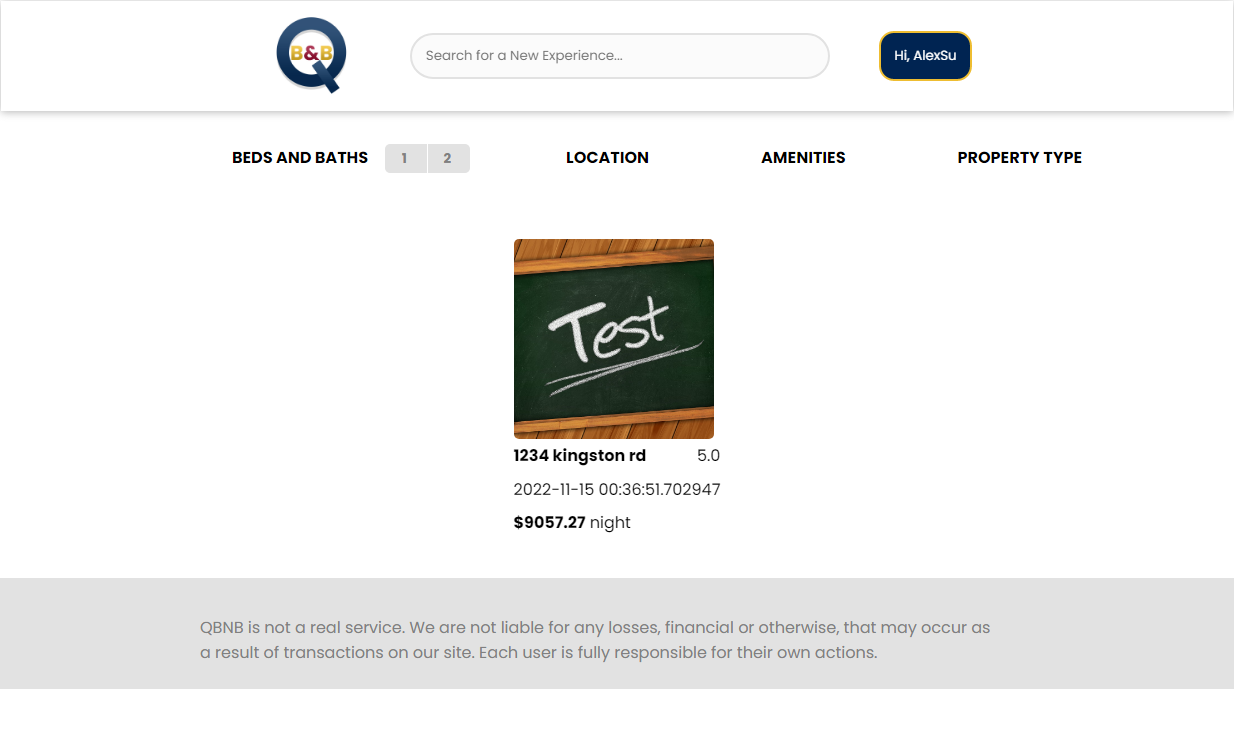 B&B
Search for a New Experience...
Hi, AlexSu
BEDS AND BATHS 1 2 LOCATION AMENITIES PROPERTY TYPE
Test
1234 kingston rd 5.0
2022-11-15 00:36:51.702947
$9057.27 night
QBNB is not a real service. We are not liable for any losses, financial or otherwise, that may occur as
a result of transactions on our site. Each user is fully responsible for their own actions.